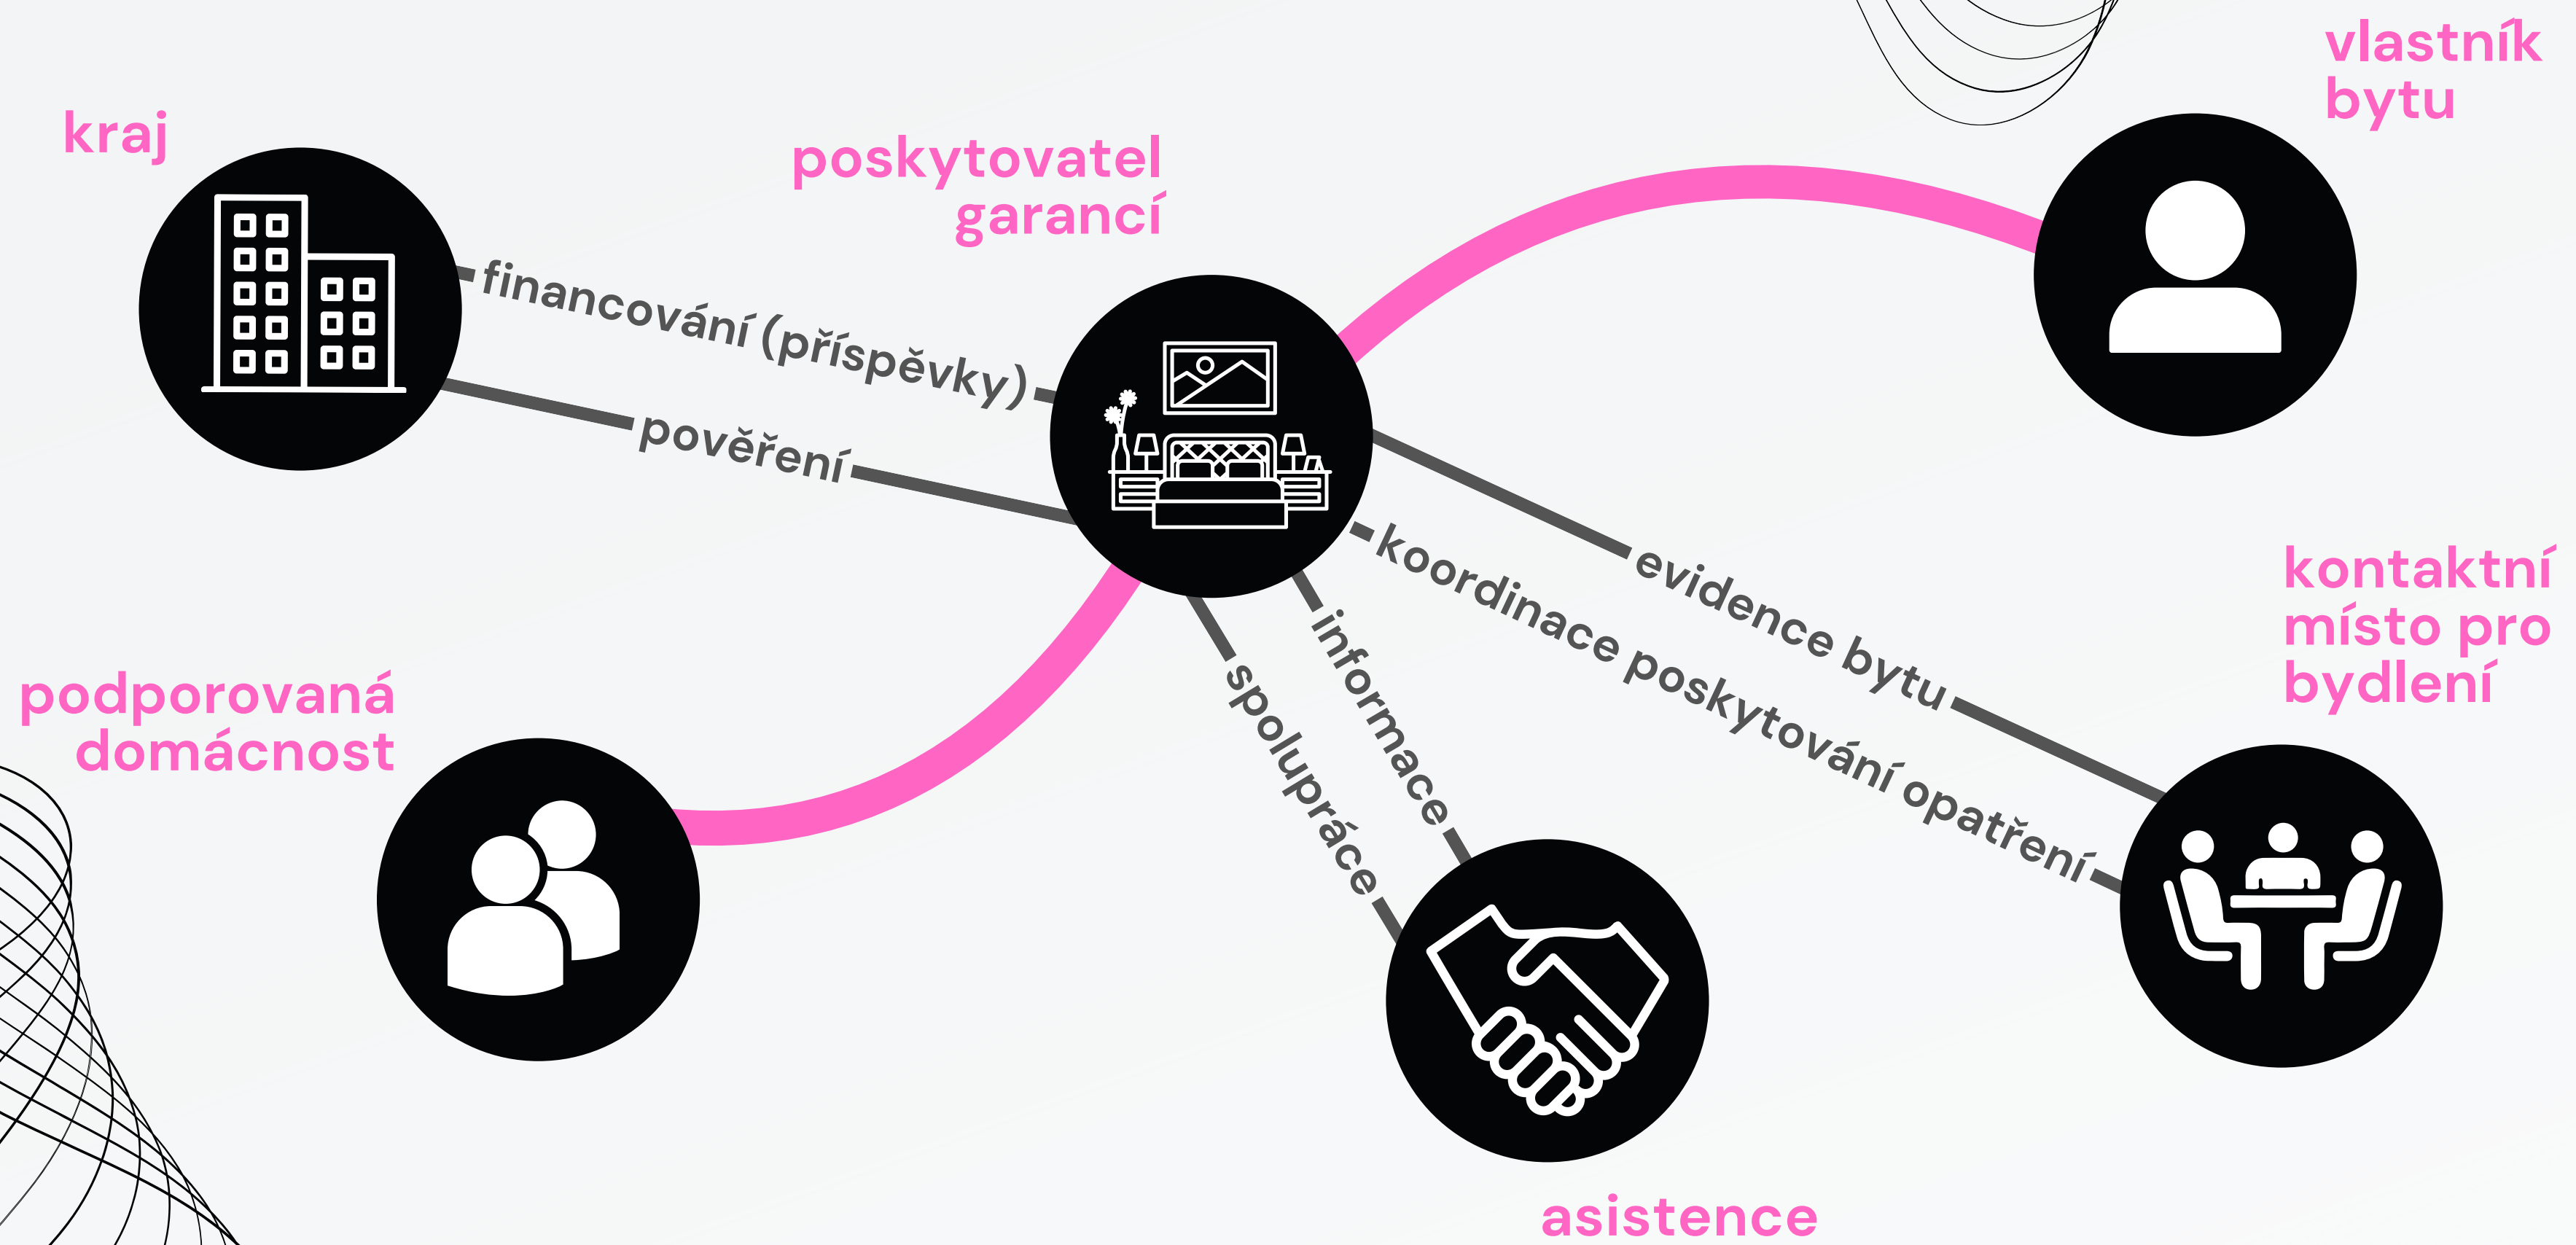 kraj
poskytovatel
garancí
vlastník
bytu
financování (příspěvky)
pověření
evidence bytu
koordinace poskytování opatření
informace
spolupráce
kontaktní
místo pro
bydlení
podporovaná
domácnost
asistence